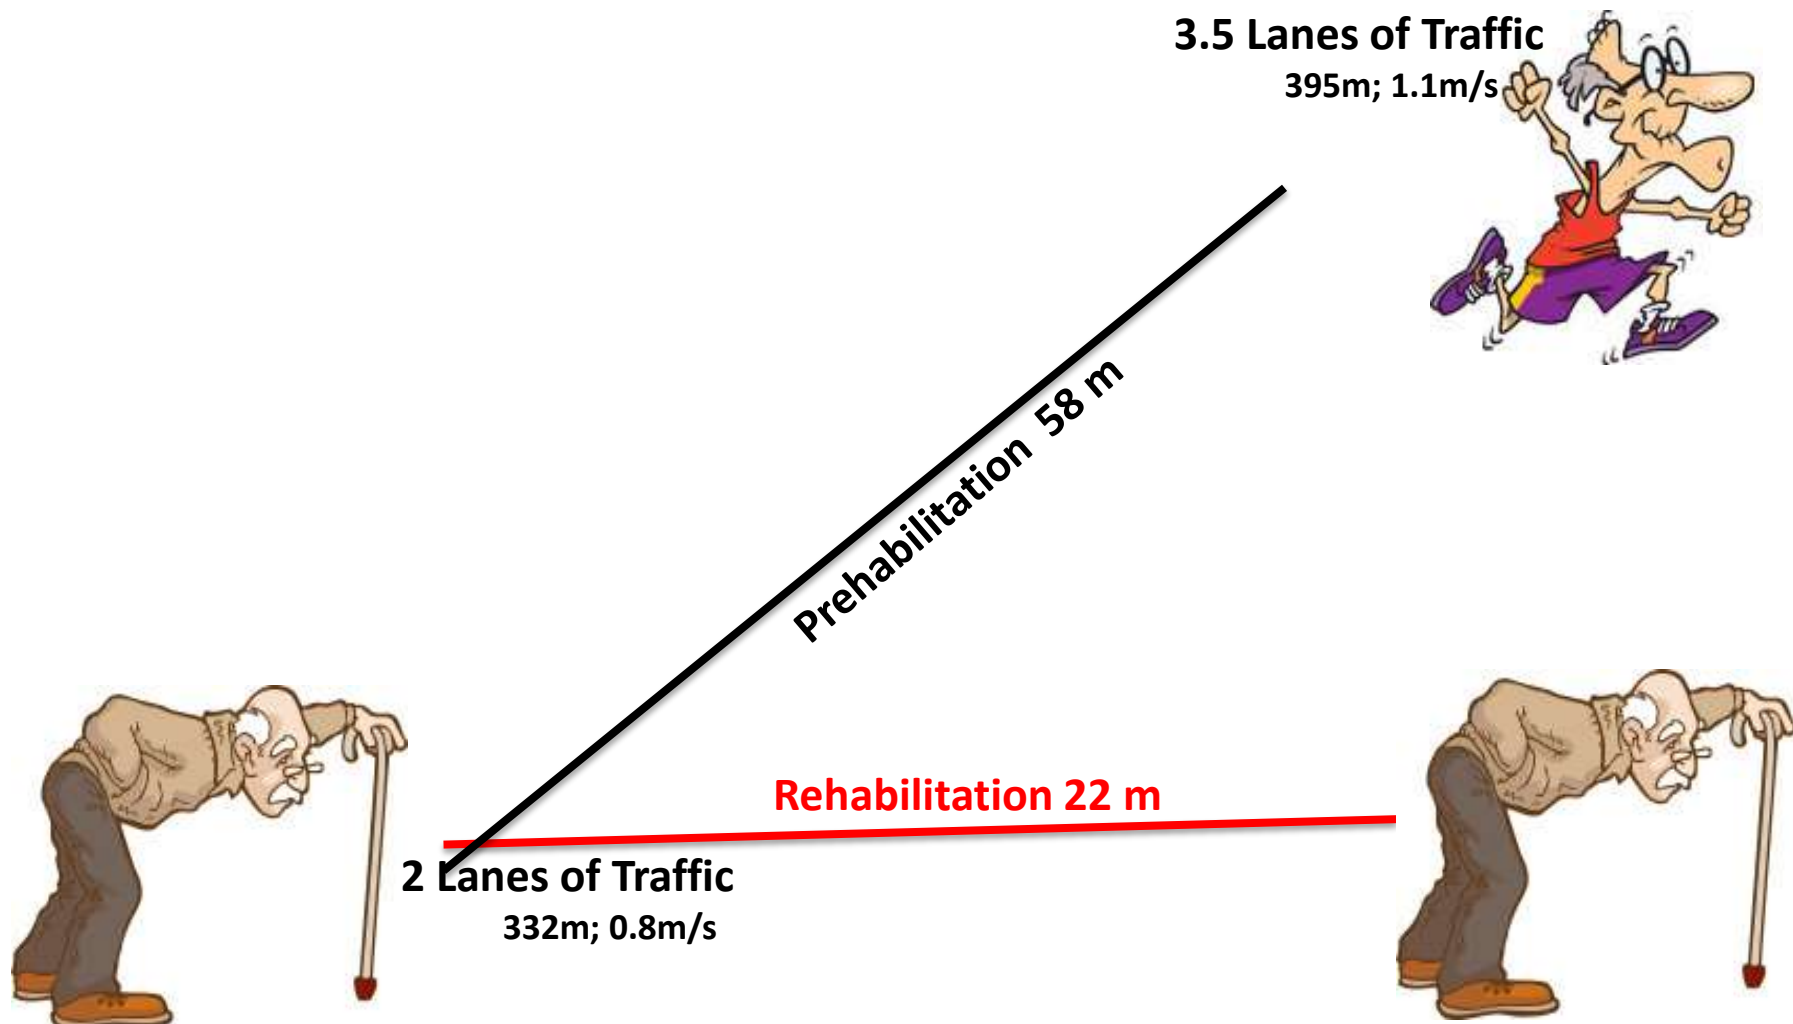 3.5 Lanes of Traffic
395m; 1.1m/s
Prehabilitation 58 m
Rehabilitation 22 m
2 Lanes of Traffic
332m; 0.8m/s